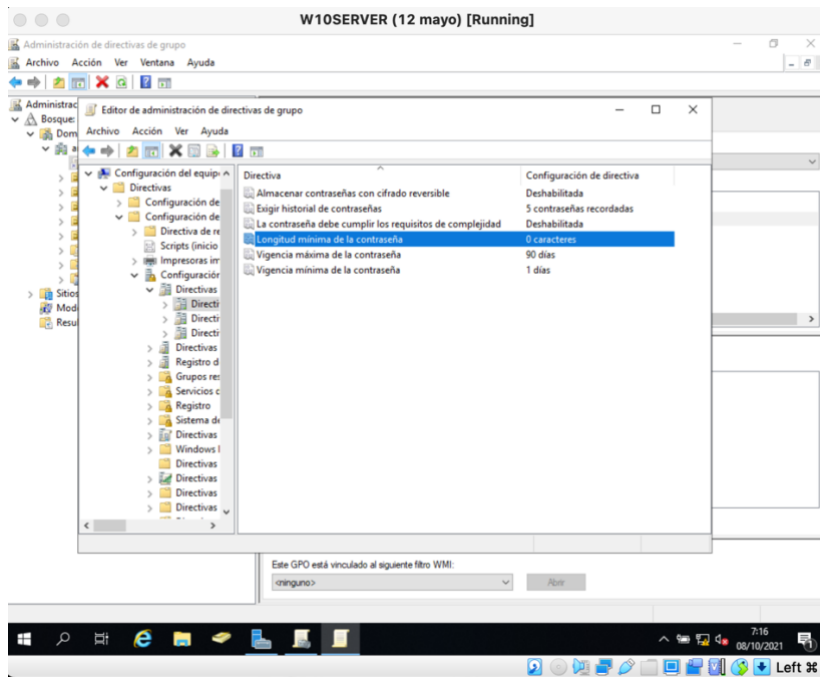 W10SERVER (12 mayo) [Running]
Administración de directivas de grupo
Archivo Acción Ver Ventana Ayuda
Administrac
Bosque:
Dom
a
Sitios
Mod
Resu
Editor de administración de directivas de grupo
Archivo Acción Ver Ayuda
Configuración del equip
Directivas
Configuración de
Configuración de
Directiva de re
Scripts (inicio
Impresoras im
Configuración
Directivas
Directi
Directi
Directi
Directivas
Registro d
Grupos res
Servicios c
Registro
Sistema de
Directivas
Windows
Directivas
Directivas
Directivas
Directivas
Directiva Configuración de directiva
Almacenar contraseñas con cifrado reversible Deshabilitada
Exigir historial de contraseñas 5 contraseñas recordadas
La contraseña debe cumplir los requisitos de complejidad Deshabilitada
Longitud mínima de la contraseña 0 caracteres
Vigencia máxima de la contraseña 90 días
Vigencia mínima de la contraseña 1 días
Este GPO está vinculado al siguiente filtro WMI:
<ninguno> Abrir
7:16
08/10/2021
1
Left ⌘